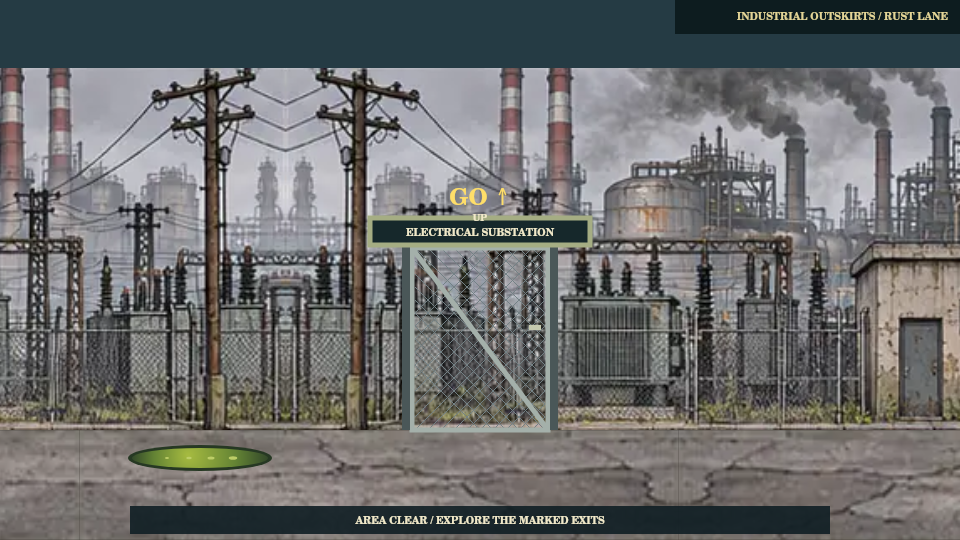 INDUSTRIAL OUTSKIRTS / RUST LANE
GO ↑
UP
ELECTRICAL SUBSTATION
AREA CLEAR / EXPLORE THE MARKED EXITS